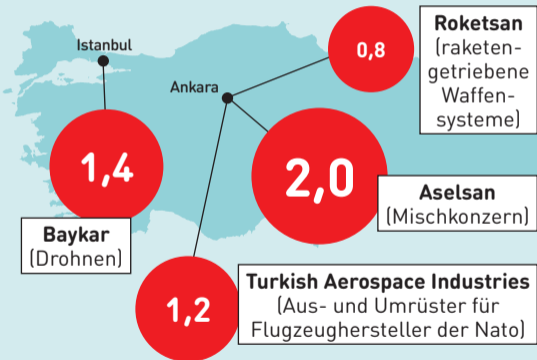 Roketsan
(raketen-
getriebene
Waffen-
systeme)
0,8
Istanbul
Ankara
1,4
2,0
Aselsan
(Mischkonzern)
Baykar
(Drohnen)
1,2
Turkish Aerospace Industries
(Aus- und Umrüster für
Flugzeughersteller der Nato)